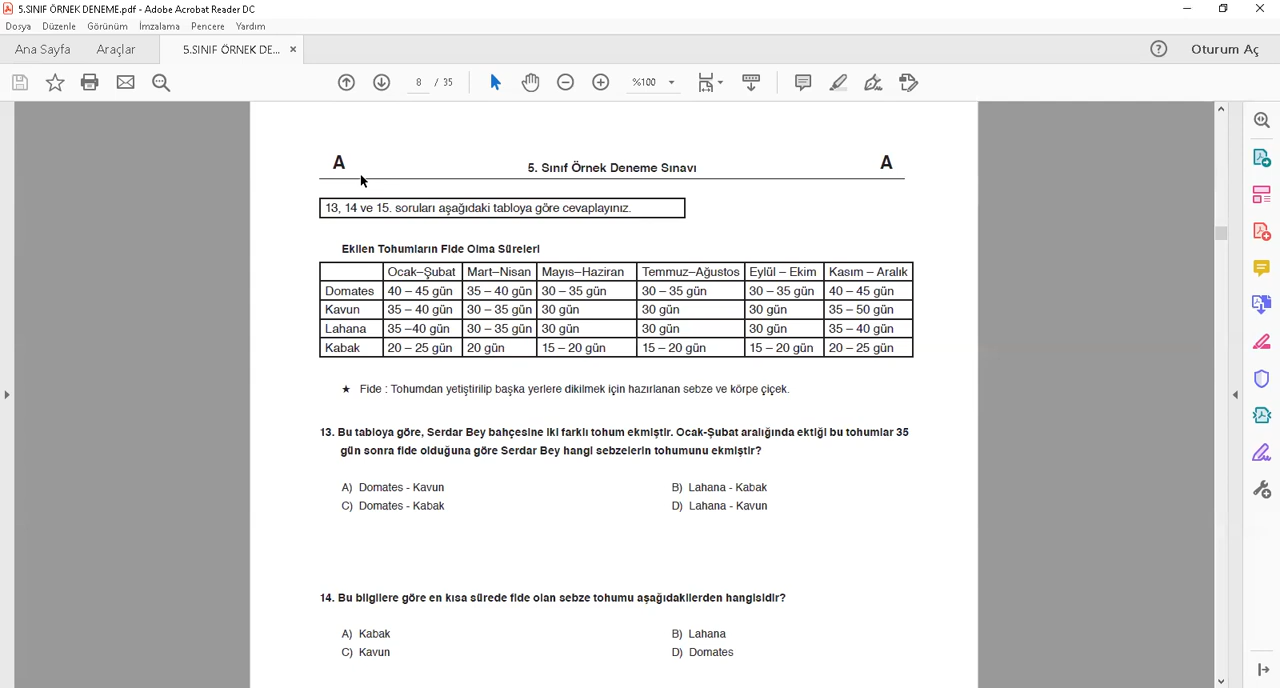 5.SINIF ÖRNEK DENEME.pdf - Adobe Acrobat Reader DC
Dosya Düzenle Görünüm İmzalama Pencere Yardım
Ana Sayfa Araçlar 5.SINIF ÖRNEK DE... × Oturum Aç
8 / 35 %100
A 5. Sınıf Örnek Deneme Sınavı A
13, 14 ve 15. soruları aşağıdaki tabloya göre cevaplayınız.
Ekilen Tohumların Fide Olma Süreleri
Ocak–Şubat Mart–Nisan Mayıs–Haziran Temmuz–Ağustos Eylül – Ekim Kasım – Aralık
Domates 40 – 45 gün 35 – 40 gün 30 – 35 gün 30 – 35 gün 30 – 35 gün 40 – 45 gün
Kavun 35 – 40 gün 30 – 35 gün 30 gün 30 gün 30 gün 35 – 50 gün
Lahana 35 –40 gün 30 – 35 gün 30 gün 30 gün 30 gün 35 – 40 gün
Kabak 20 – 25 gün 20 gün 15 – 20 gün 15 – 20 gün 15 – 20 gün 20 – 25 gün
★ Fide : Tohumdan yetiştirilip başka yerlere dikilmek için hazırlanan sebze ve körpe çiçek.
13. Bu tabloya göre, Serdar Bey bahçesine iki farklı tohum ekmiştir. Ocak-Şubat aralığında ektiği bu tohumlar 35
gün sonra fide olduğuna göre Serdar Bey hangi sebzelerin tohumunu ekmiştir?
A) Domates - Kavun B) Lahana - Kabak
C) Domates - Kabak D) Lahana - Kavun
14. Bu bilgilere göre en kısa sürede fide olan sebze tohumu aşağıdakilerden hangisidir?
A) Kabak B) Lahana
C) Kavun D) Domates